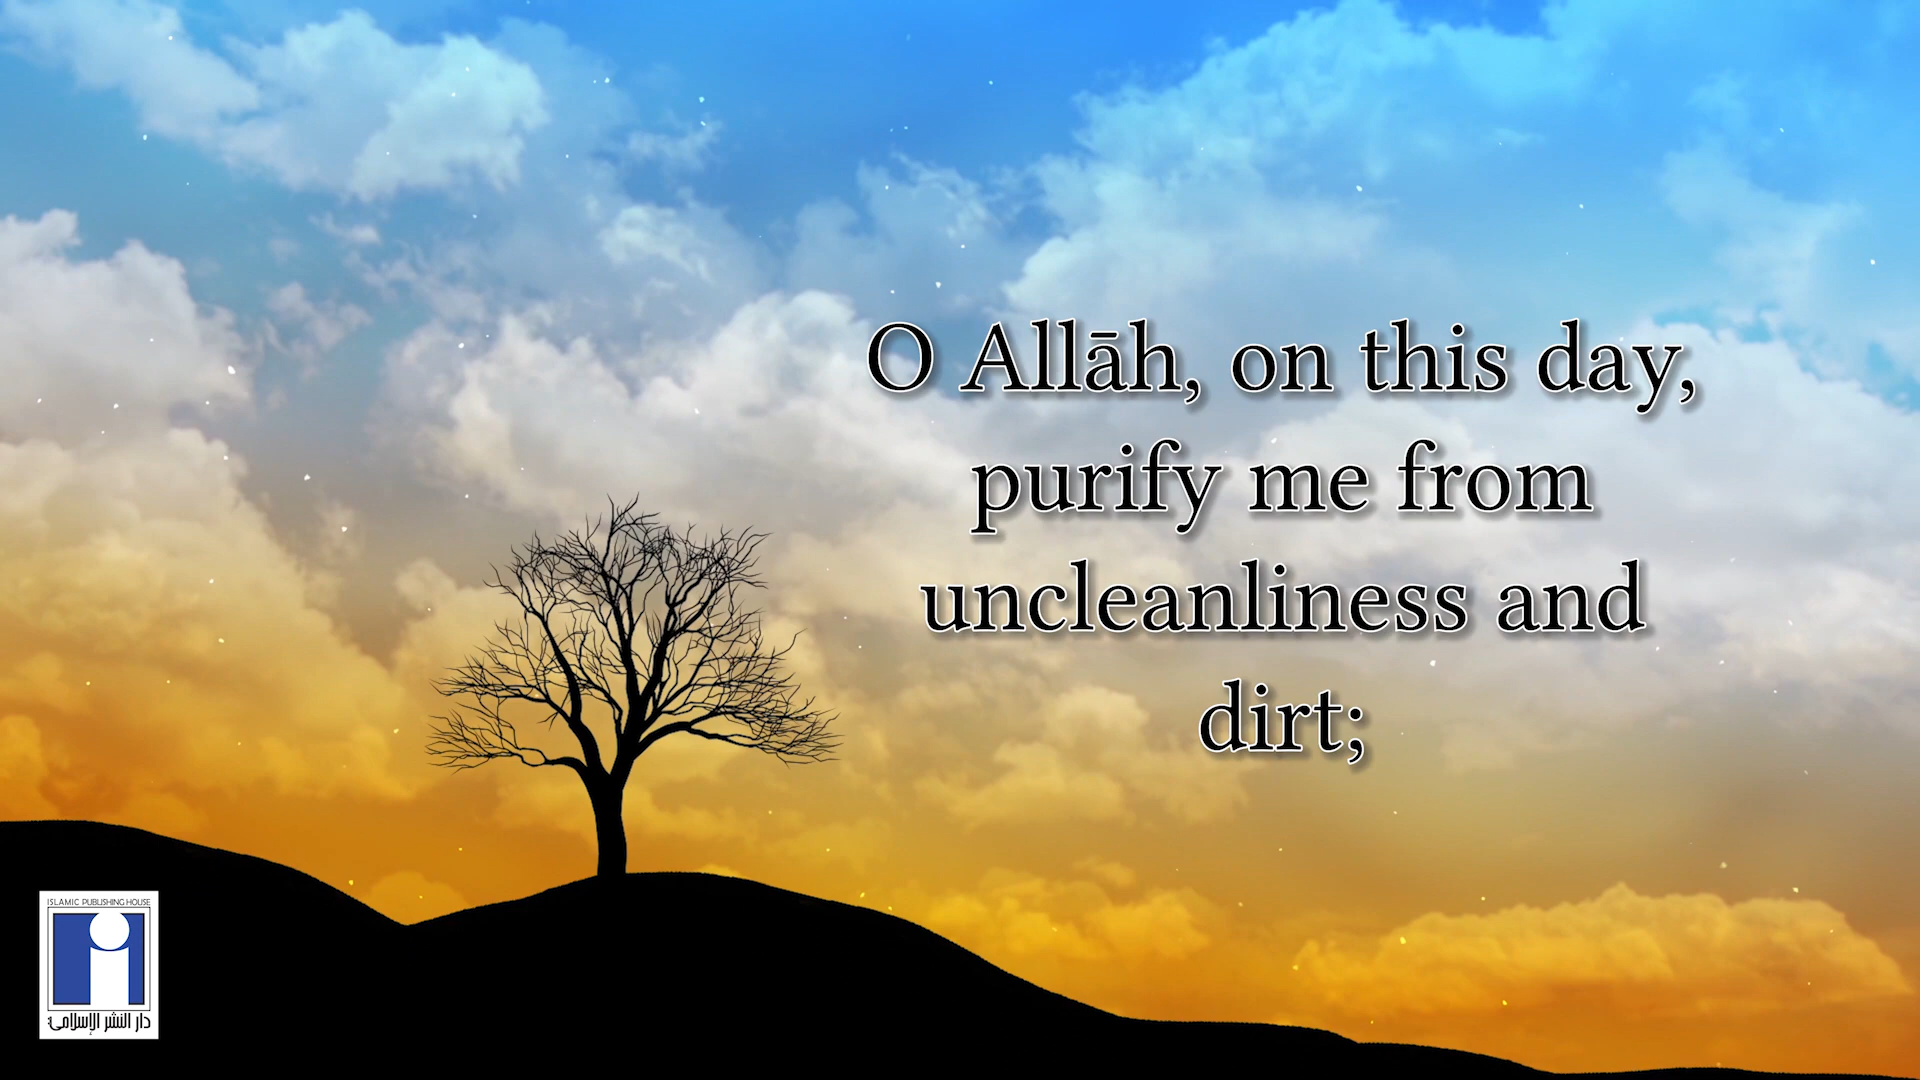 O Allāh, on this day,
purify me from
uncleanliness and
dirt;
ISLAMIC PUBLISHING HOUSE
دار النشر الإسلامي